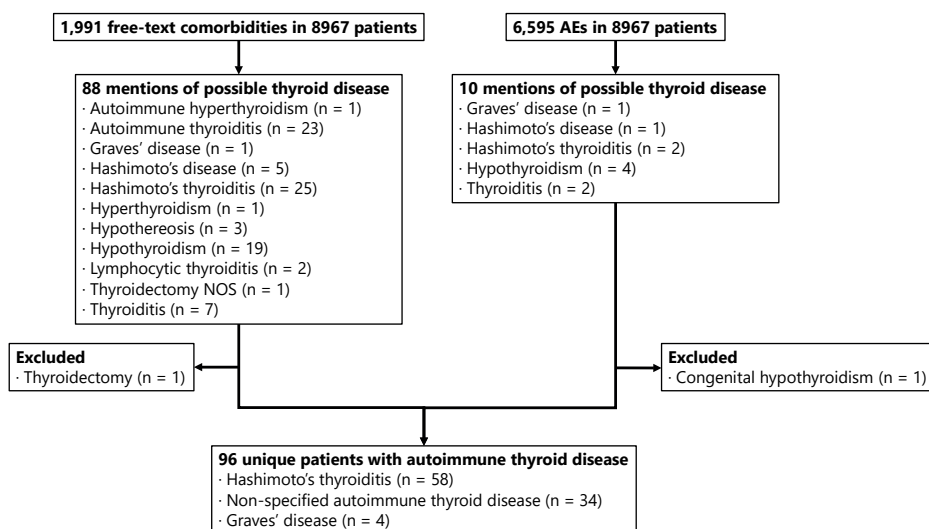 1,991 free-text comorbidities in 8967 patients
6,595 AEs in 8967 patients
88 mentions of possible thyroid disease
· Autoimmune hyperthyroidism (n = 1)
· Autoimmune thyroiditis (n = 23)
· Graves' disease (n = 1)
· Hashimoto's disease (n = 5)
· Hashimoto's thyroiditis (n = 25)
· Hyperthyroidism (n = 1)
· Hypothereosis (n = 3)
· Hypothyroidism (n = 19)
· Lymphocytic thyroiditis (n = 2)
· Thyroidectomy NOS (n = 1)
· Thyroiditis (n = 7)
10 mentions of possible thyroid disease
· Graves' disease (n = 1)
· Hashimoto's disease (n = 1)
· Hashimoto's thyroiditis (n = 2)
· Hypothyroidism (n = 4)
· Thyroiditis (n = 2)
Excluded
· Thyroidectomy (n = 1)
Excluded
· Congenital hypothyroidism (n = 1)
96 unique patients with autoimmune thyroid disease
· Hashimoto's thyroiditis (n = 58)
· Non-specified autoimmune thyroid disease (n = 34)
· Graves' disease (n = 4)